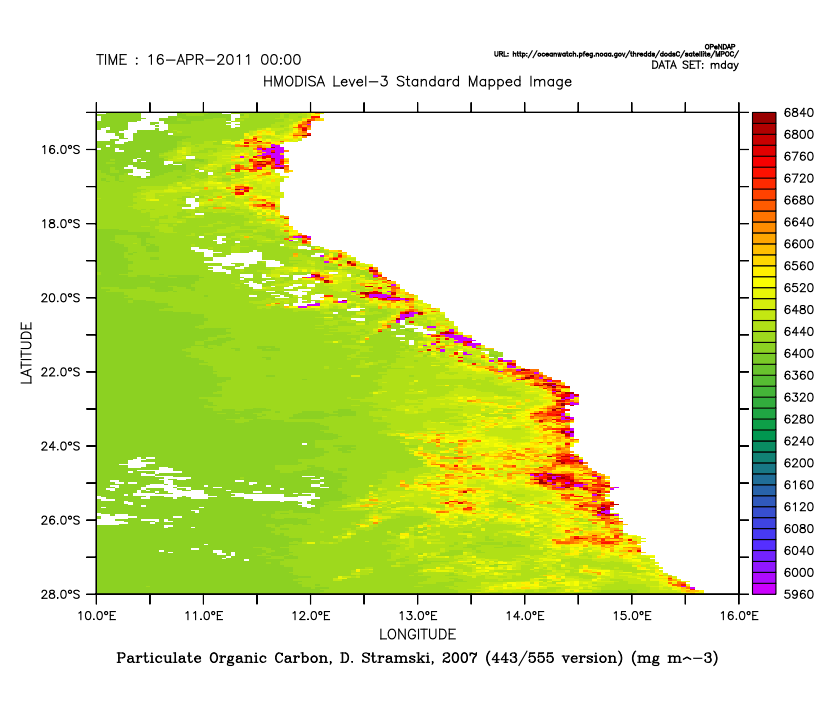 OPeNDAP
URL: http://oceanwatch.pfeg.noaa.gov/thredds/dodsC/satellite/MPOC/
TIME : 16-APR-2011 00:00
DATA SET: mday
HMODISA Level-3 Standard Mapped Image
6840
6800
6760
6720
6680
6640
6600
6560
6520
6480
6440
6400
6360
6320
6280
6240
6200
6160
6120
6080
6040
6000
5960
LATITUDE
16.0°S
18.0°S
20.0°S
22.0°S
24.0°S
26.0°S
28.0°S
10.0°E 11.0°E 12.0°E 13.0°E 14.0°E 15.0°E 16.0°E
LONGITUDE
Particulate Organic Carbon, D. Stramski, 2007 (443/555 version) (mg m^-3)